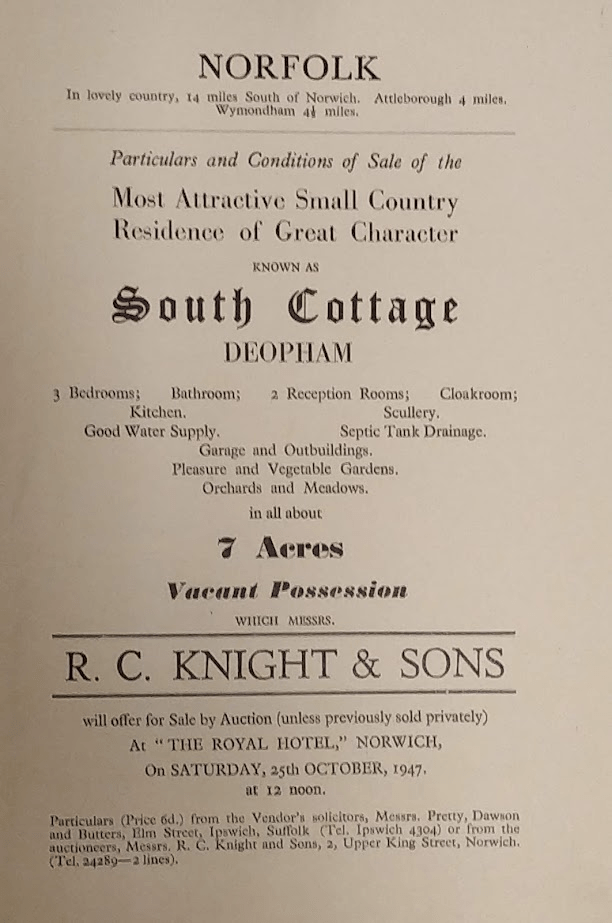 NORFOLK
In lovely country, 14 miles South of Norwich. Attleborough 4 miles.
Wymondham 4½ miles.
Particulars and Conditions of Sale of the
Most Attractive Small Country
Residence of Great Character
KNOWN AS
South Cottage
DEOPHAM
3 Bedrooms; Bathroom; 2 Reception Rooms; Cloakroom;
Kitchen. Scullery.
Good Water Supply. Septic Tank Drainage.
Garage and Outbuildings.
Pleasure and Vegetable Gardens.
Orchards and Meadows.
in all about
7 Acres
Vacant Possession
WHICH MESSRS.
R. C. KNIGHT & SONS
will offer for Sale by Auction (unless previously sold privately)
At "THE ROYAL HOTEL," NORWICH,
On SATURDAY, 25th OCTOBER, 1947.
at 12 noon.
Particulars (Price 6d.) from the Vendor's solicitors, Messrs. Pretty, Dawson
and Butters, Elm Street, Ipswich, Suffolk (Tel. Ipswich 4304) or from the
auctioneers, Messrs. R. C. Knight and Sons, 2, Upper King Street, Norwich.
(Tel. 24289—2 lines).